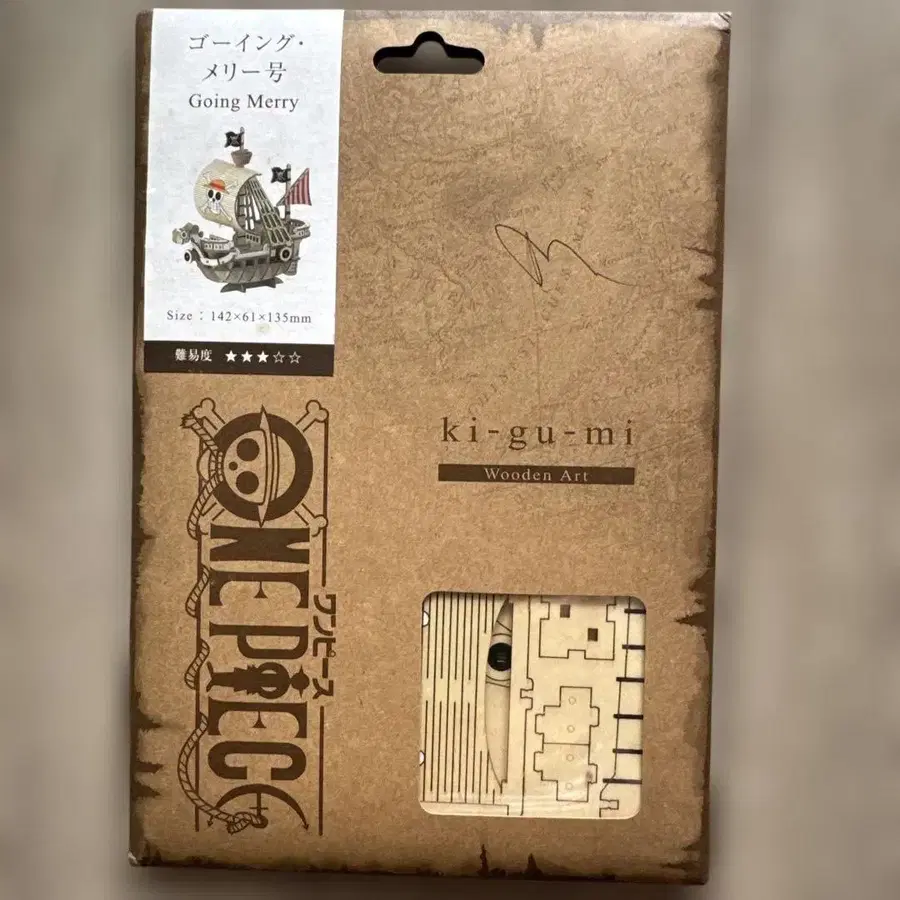 ゴーイング・
メリー号
Going Merry
Size : 142×61×135mm
難易度 ★★★☆☆
ONE PIECE
ワンピース
ki-gu-mi
Wooden Art